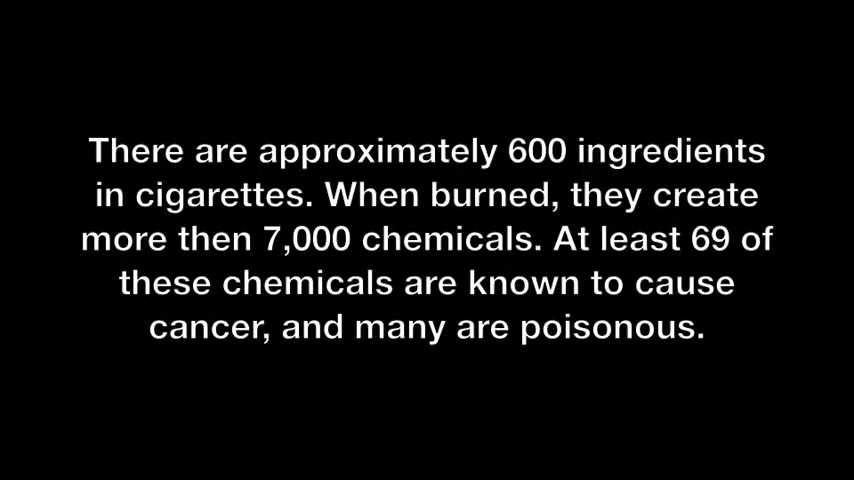 There are approximately 600 ingredients
in cigarettes. When burned, they create
more then 7,000 chemicals. At least 69 of
these chemicals are known to cause
cancer, and many are poisonous.